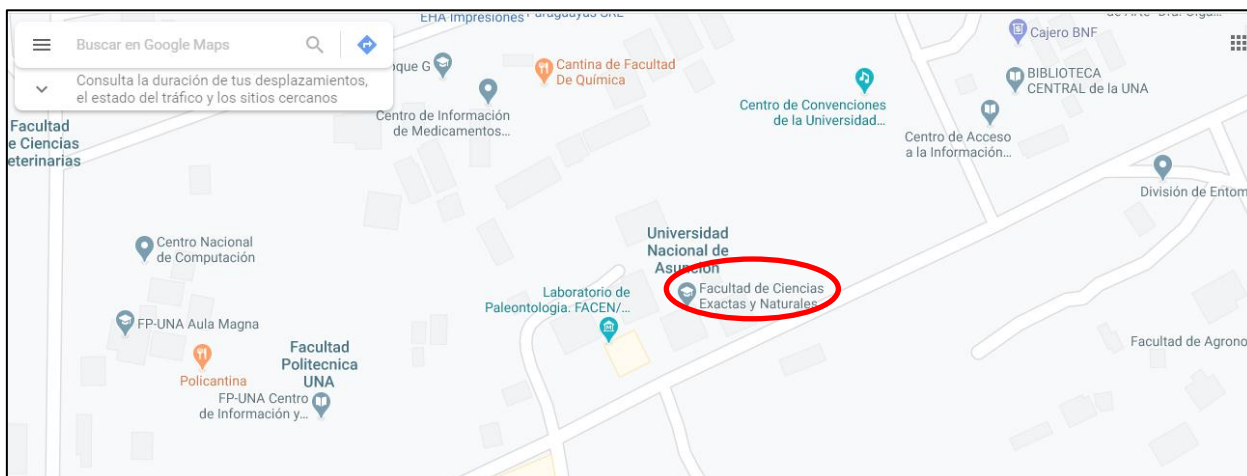 EHA Impresiones
Paraguayas SRL
Buscar en Google Maps
Consulta la duración de tus desplazamientos,
el estado del tráfico y los sitios cercanos
oque G
Cantina de Facultad
De Química
Cajero BNF
BIBLIOTECA
CENTRAL de la UNA
Centro de Convenciones
de la Universidad...
Centro de Información
de Medicamentos...
Centro de Acceso
a la Información...
Facultad
e Ciencias
eterinarias
División de Entom
Centro Nacional
de Computación
Universidad
Nacional de
Asunción
Facultad de Ciencias
Exactas y Naturales
Laboratorio de
Paleontologia. FACEN/...
FP-UNA Aula Magna
Facultad
Politecnica
UNA
Policantina
FP-UNA Centro
de Información y...
Facultad de Agrono